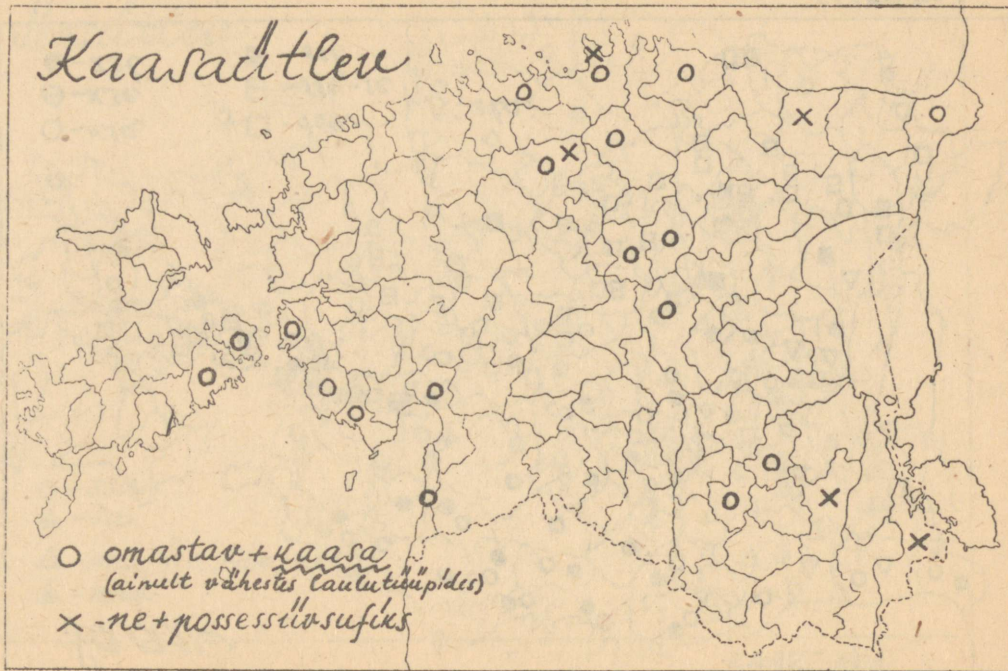 Kaasaütlev
o omastav + kaasa
(ainult vähestes laulutüüpides)
x -ne + possessiivsufiks